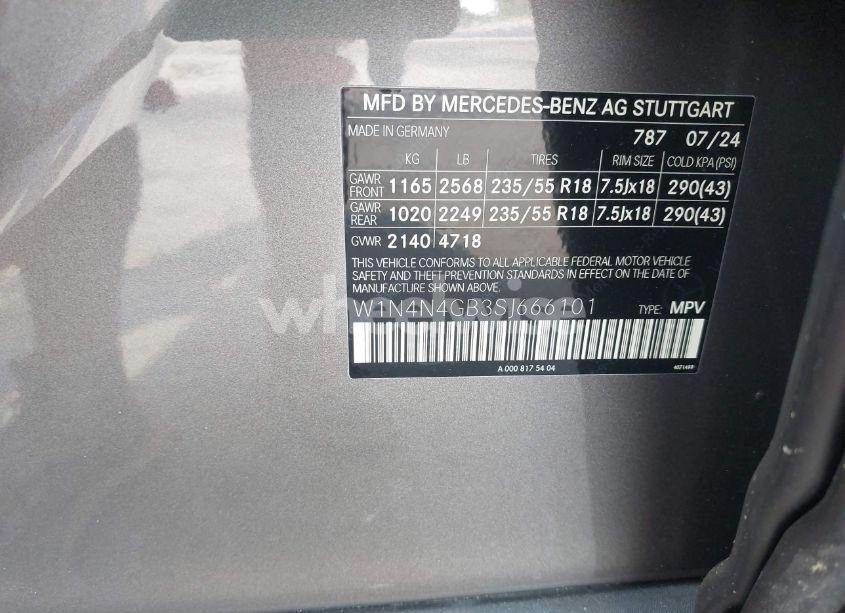 MFD BY MERCEDES-BENZ AG STUTTGART
MADE IN GERMANY 787 07/24
KG LB TIRES RIM SIZE COLD KPA (PSI)
GAWR FRONT 1165 2568 235/55 R18 7.5Jx18 290(43)
GAWR REAR 1020 2249 235/55 R18 7.5Jx18 290(43)
GVWR 2140 4718
THIS VEHICLE CONFORMS TO ALL APPLICABLE FEDERAL MOTOR VEHICLE
SAFETY AND THEFT PREVENTION STANDARDS IN EFFECT ON THE DATE OF
MANUFACTURE SHOWN ABOVE.
W1N4N4GB3SJ666101 TYPE: MPV
A 000 817 54 04